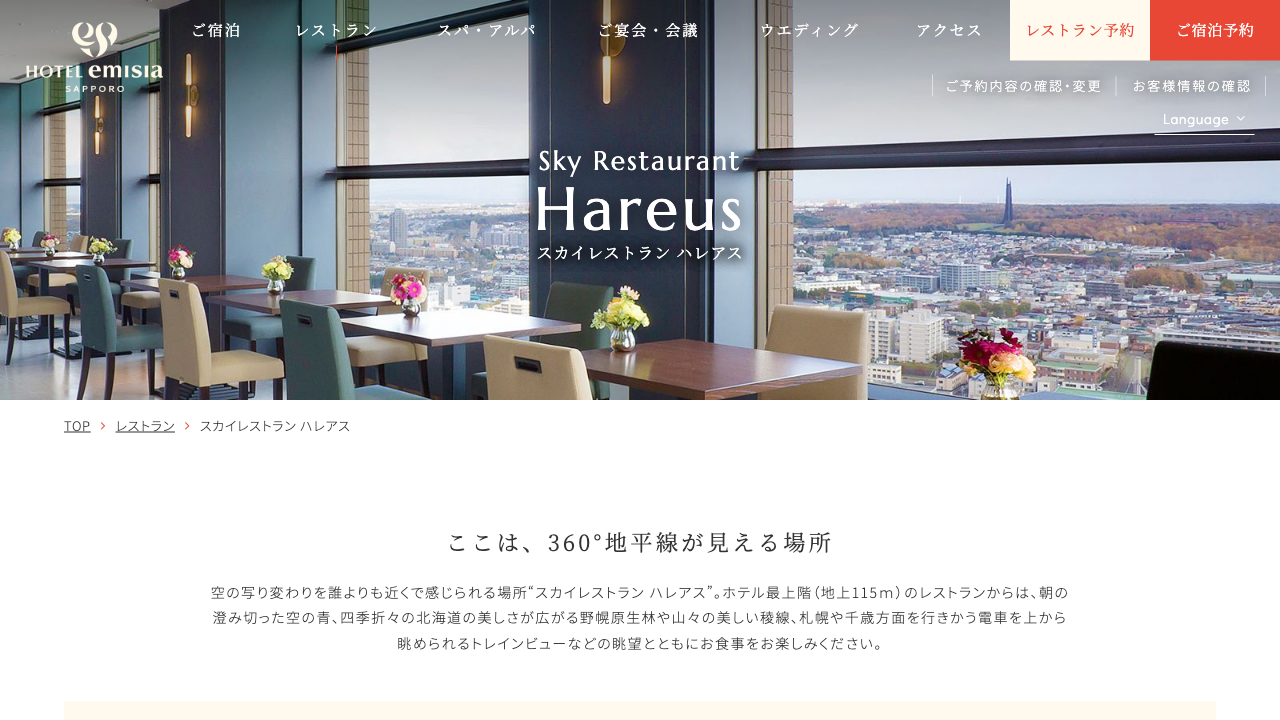 HOTEL emisia
SAPPORO
ご宿泊
レストラン
スパ・アルパ
ご宴会・会議
ウエディング
アクセス
レストラン予約
ご宿泊予約
ご予約内容の確認・変更
お客様情報の確認
Language
Sky Restaurant
Hareus
スカイレストラン ハレアス
TOP
レストラン
スカイレストラン ハレアス
ここは、360°地平線が見える場所
空の写り変わりを誰よりも近くで感じられる場所“スカイレストラン ハレアス”。ホテル最上階（地上115ｍ）のレストランからは、朝の
澄み切った空の青、四季折々の北海道の美しさが広がる野幌原生林や山々の美しい稜線、札幌や千歳方面を行きかう電車を上から
眺められるトレインビューなどの眺望とともにお食事をお楽しみください。